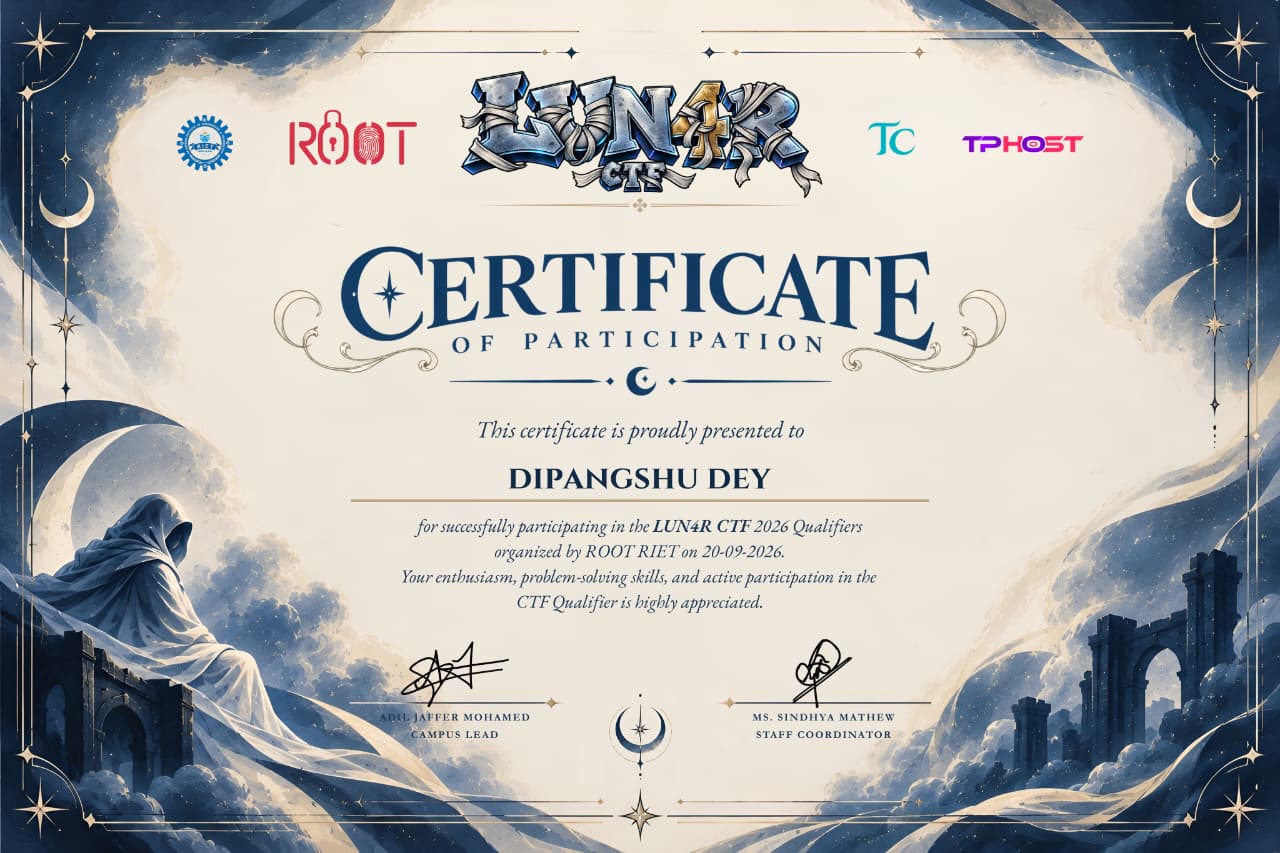 ROOT
LUN4R
CTF
TC
TPHOST
CERTIFICATE
OF PARTICIPATION
This certificate is proudly presented to
DIPANGSHU DEY
for successfully participating in the LUN4R CTF 2026 Qualifiers
organized by ROOT RIET on 20-09-2026.
Your enthusiasm, problem-solving skills, and active participation in the
CTF Qualifier is highly appreciated.
ADIL JAFFER MOHAMED
CAMPUS LEAD
MS. SINDHYA MATHEW
STAFF COORDINATOR